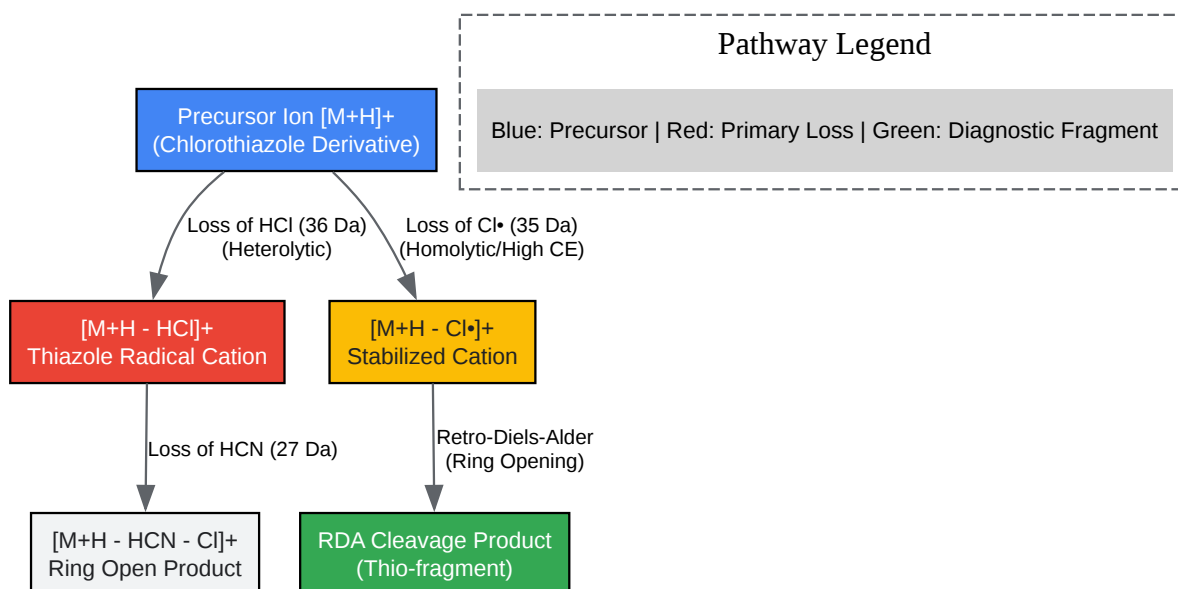 Pathway Legend
Blue: Precursor | Red: Primary Loss | Green: Diagnostic Fragment
Precursor Ion [M+H]+
(Chlorothiazole Derivative)
Loss of HCl (36 Da)
(Heterolytic)
Loss of Cl• (35 Da)
(Homolytic/High CE)
[M+H - HCl]+
Thiazole Radical Cation
[M+H - Cl•]+
Stabilized Cation
Loss of HCN (27 Da)
Retro-Diels-Alder
(Ring Opening)
[M+H - HCN - Cl]+
Ring Open Product
RDA Cleavage Product
(Thio-fragment)